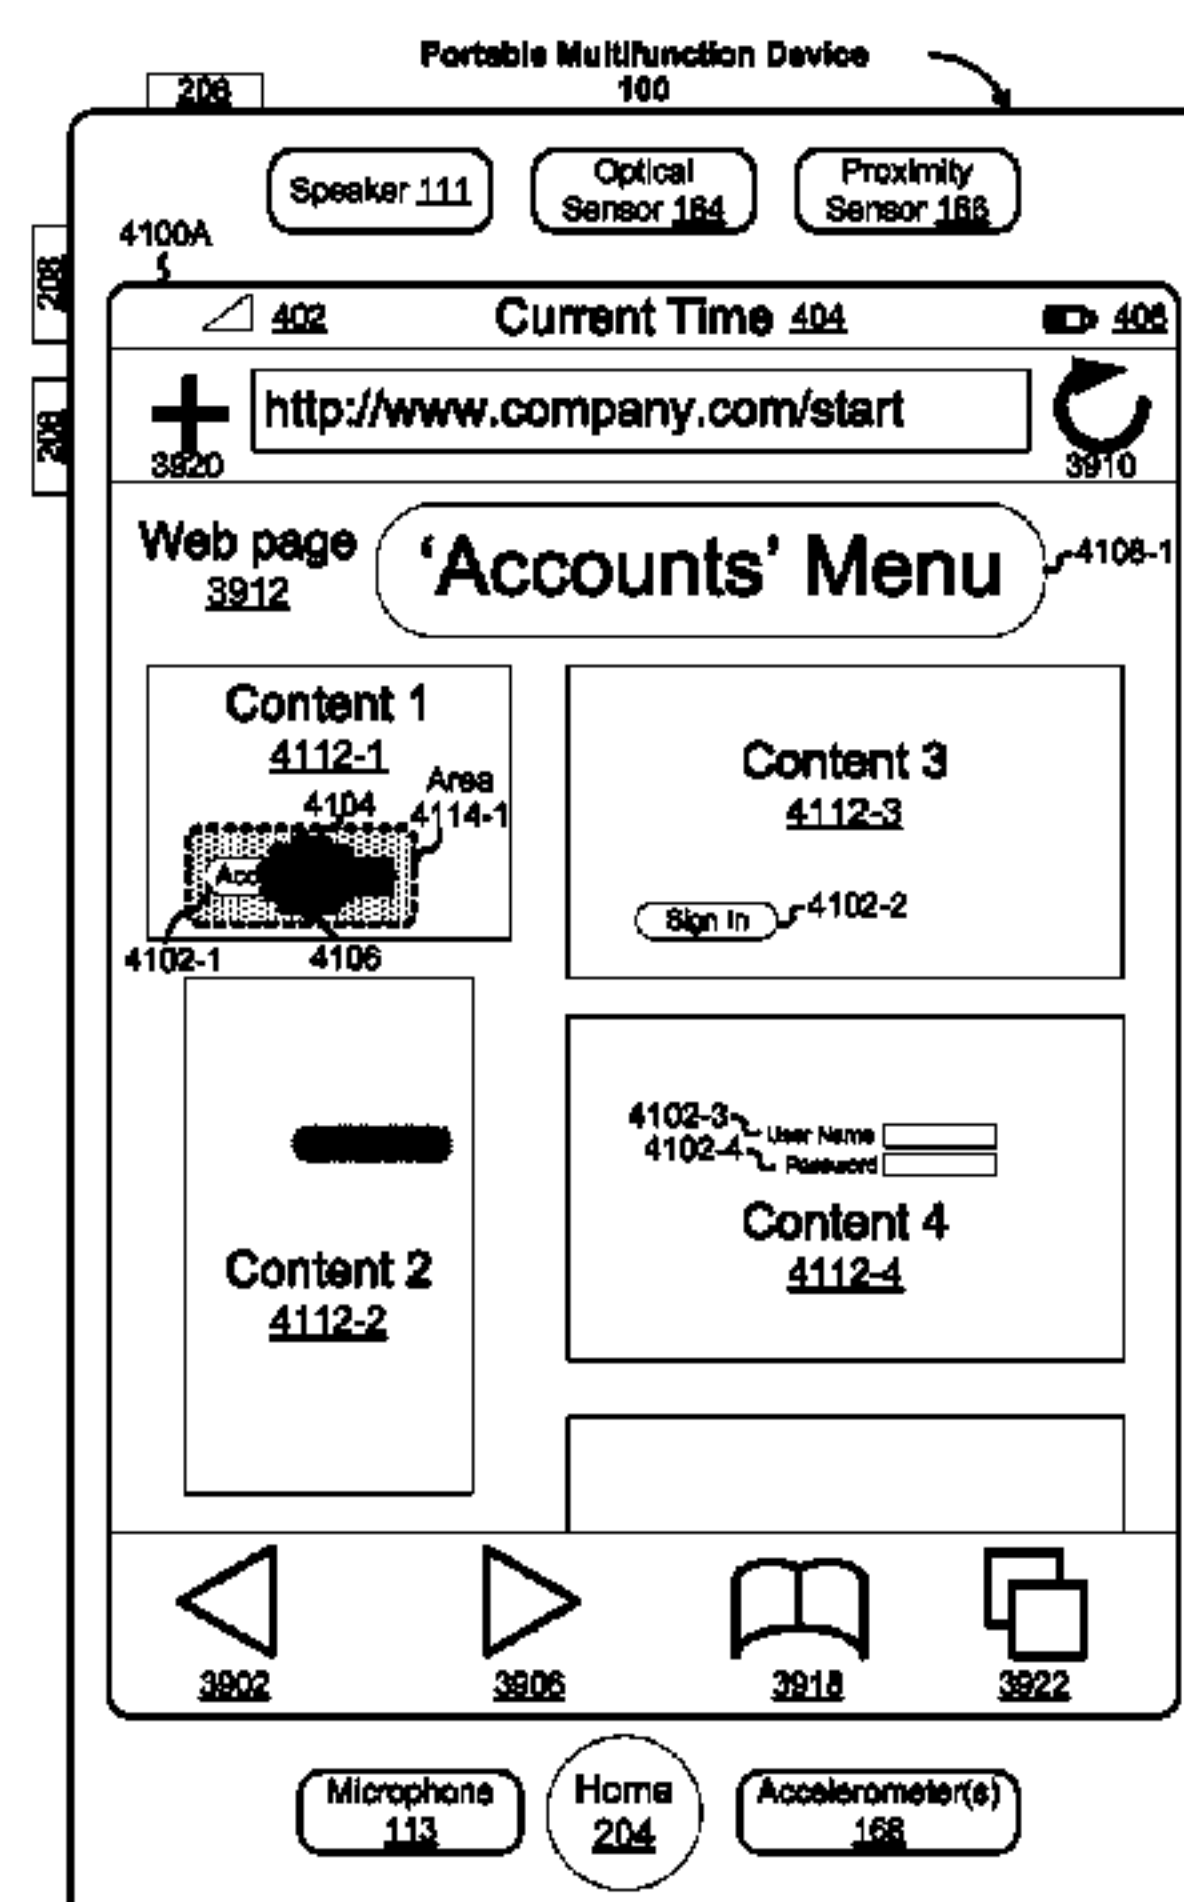 Portable Multifunction Device
100
206
Speaker 111
Optical
Sensor 164
Proximity
Sensor 166
4100A
208
402
Current Time 404
406
206
http://www.company.com/start
3920
3910
Web page
3912
'Accounts' Menu
4108-1
Content 1
4112-1
Area
4114-1
4104
Acc
4102-1
4106
Content 3
4112-3
Sign In
4102-2
4102-3
User Name
4102-4
Password
Content 4
4112-4
Content 2
4112-2
3902
3906
3918
3922
Microphone
113
Home
204
Accelerometer(s)
168